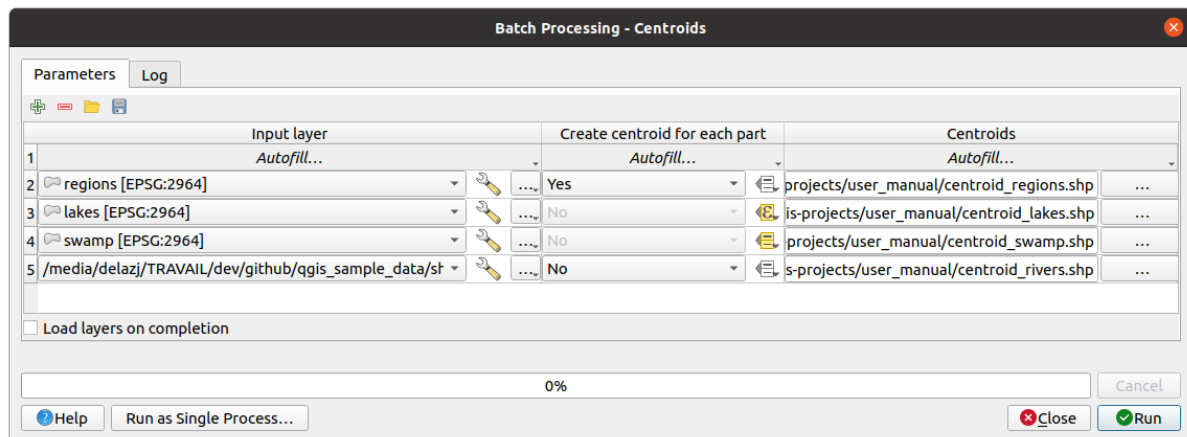 Batch Processing - Centroids
Parameters Log
Input layer Create centroid for each part Centroids
1 Autofill... Autofill... Autofill...
2 regions [EPSG:2964] ... Yes projects/user_manual/centroid_regions.shp ...
3 lakes [EPSG:2964] ... No is-projects/user_manual/centroid_lakes.shp ...
4 swamp [EPSG:2964] ... No -projects/user_manual/centroid_swamp.shp ...
5 /media/delazj/TRAVAIL/dev/github/qgis_sample_data/sh ... No s-projects/user_manual/centroid_rivers.shp ...
Load layers on completion
0% Cancel
Help Run as Single Process... Close Run